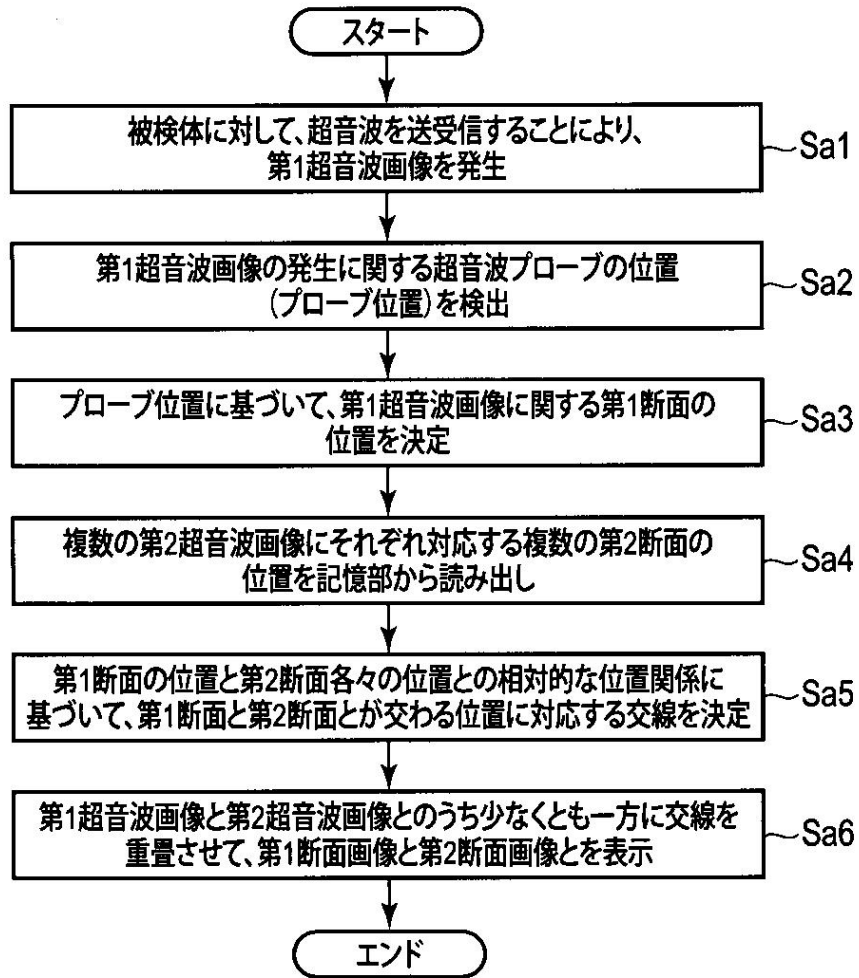 スタート
被検体に対して、超音波を送受信することにより、
第1超音波画像を発生
Sa1
第1超音波画像の発生に関する超音波プローブの位置
(プローブ位置)を検出
Sa2
プローブ位置に基づいて、第1超音波画像に関する第1断面の
位置を決定
Sa3
複数の第2超音波画像にそれぞれ対応する複数の第2断面の
位置を記憶部から読み出し
Sa4
第1断面の位置と第2断面各々の位置との相対的な位置関係に
基づいて、第1断面と第2断面とが交わる位置に対応する交線を決定
Sa5
第1超音波画像と第2超音波画像とのうち少なくとも一方に交線を
重畳させて、第1断面画像と第2断面画像とを表示
Sa6
エンド